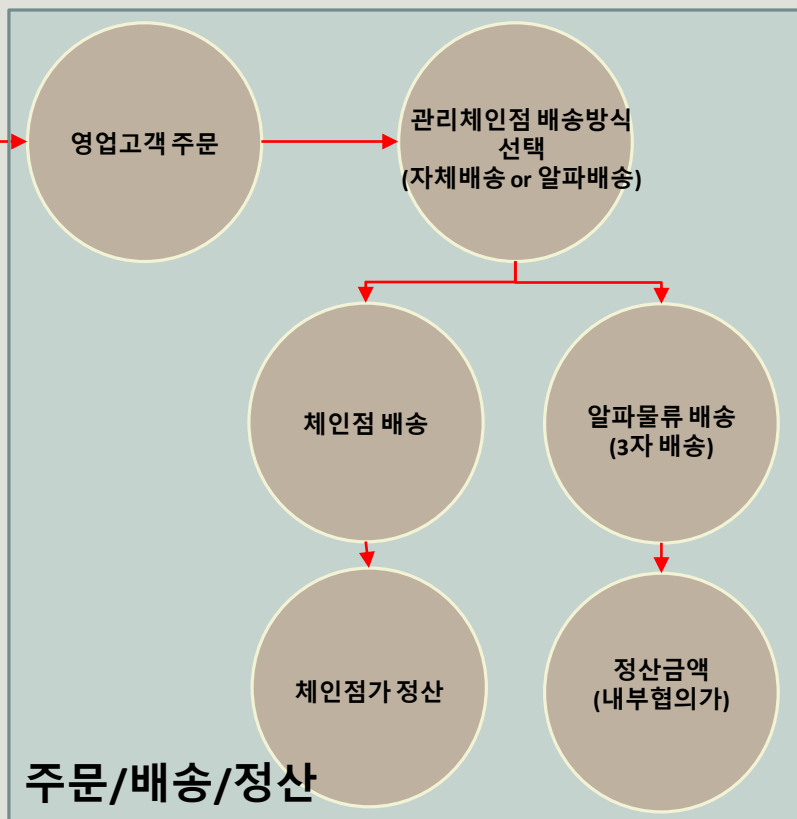 영업고객 주문
관리체인점 배송방식
선택
(자체배송 or 알파배송)
체인점 배송
알파물류 배송
(3자 배송)
체인점가 정산
정산금액
(내부협의가)
주문/배송/정산